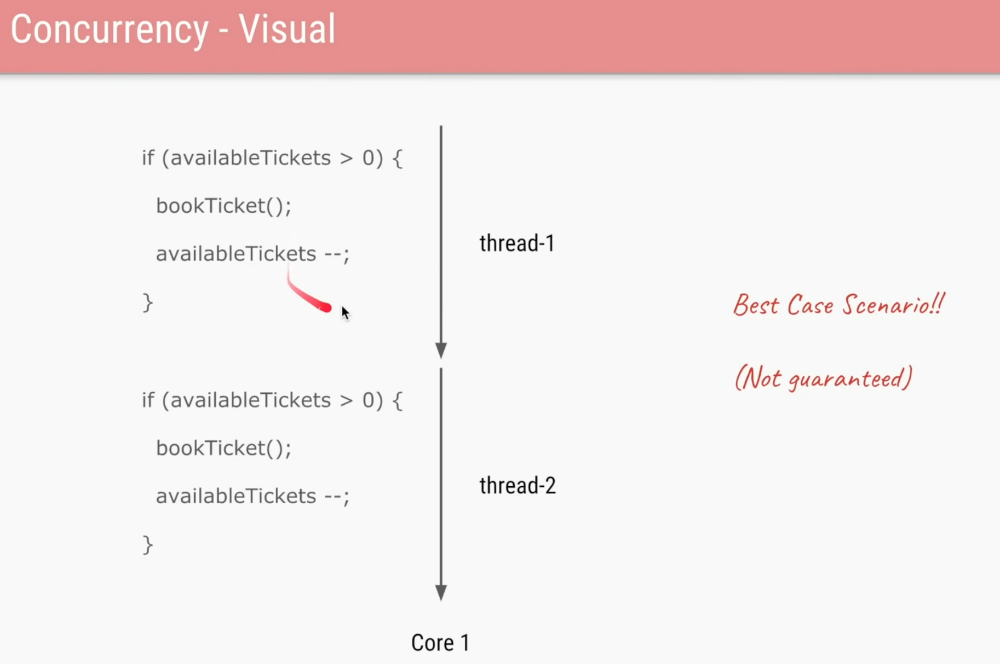 Concurrency - Visual
if (availableTickets > 0) {
bookTicket();
availableTickets --;
}
thread-1
Best Case Scenario!!
(Not guaranteed)
if (availableTickets > 0) {
bookTicket();
availableTickets --;
}
thread-2
Core 1